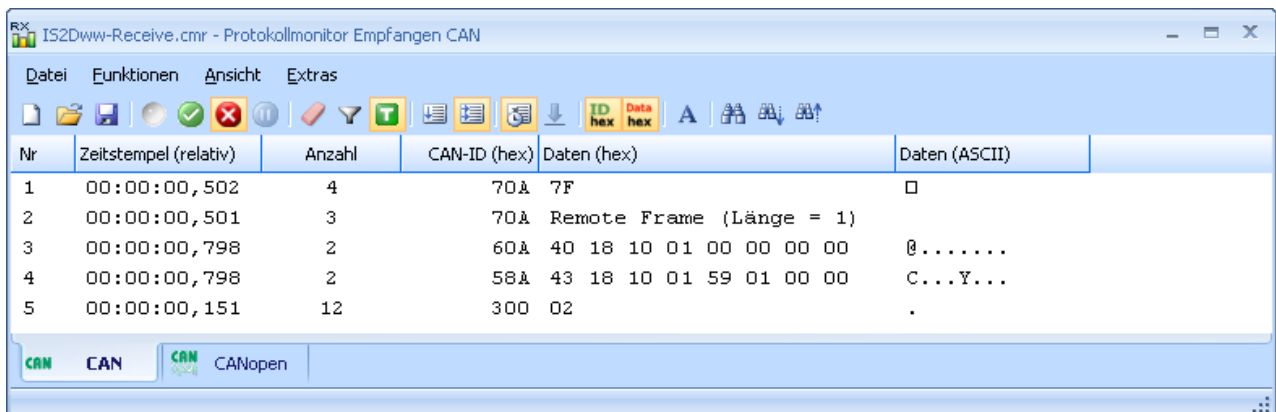 RX IS2Dww-Receive.cmr - Protokollmonitor Empfangen CAN
Datei Funktionen Ansicht Extras
T ID hex Data hex A
Nr Zeitstempel (relativ) Anzahl CAN-ID (hex) Daten (hex) Daten (ASCII)
1 00:00:00,502 4 70A 7F □
2 00:00:00,501 3 70A Remote Frame (Länge = 1)
3 00:00:00,798 2 60A 40 18 10 01 00 00 00 00 @.......
4 00:00:00,798 2 58A 43 18 10 01 59 01 00 00 C...Y...
5 00:00:00,151 12 300 02 .
CAN CAN CAN CANopen